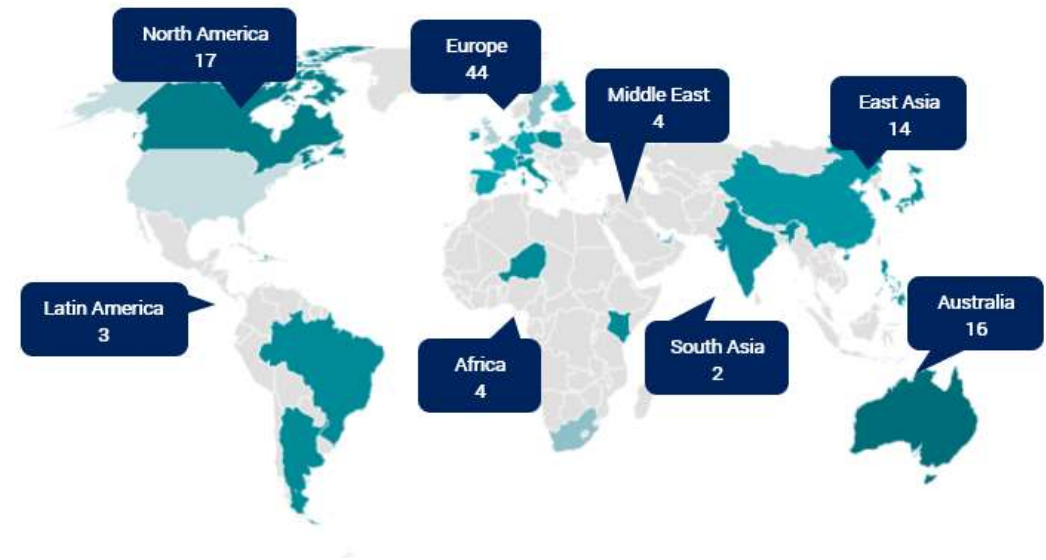 North America
17
Europe
44
Middle East
4
East Asia
14
Latin America
3
Africa
4
South Asia
2
Australia
16